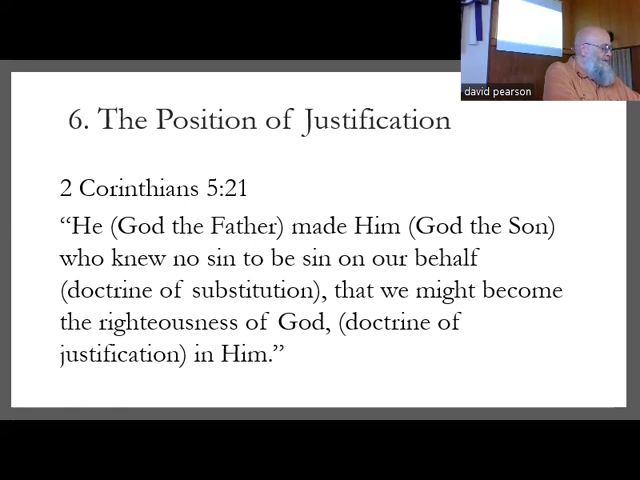 david pearson
6. The Position of Justification
2 Corinthians 5:21
“He (God the Father) made Him (God the Son)
who knew no sin to be sin on our behalf
(doctrine of substitution), that we might become
the righteousness of God, (doctrine of
justification) in Him.”